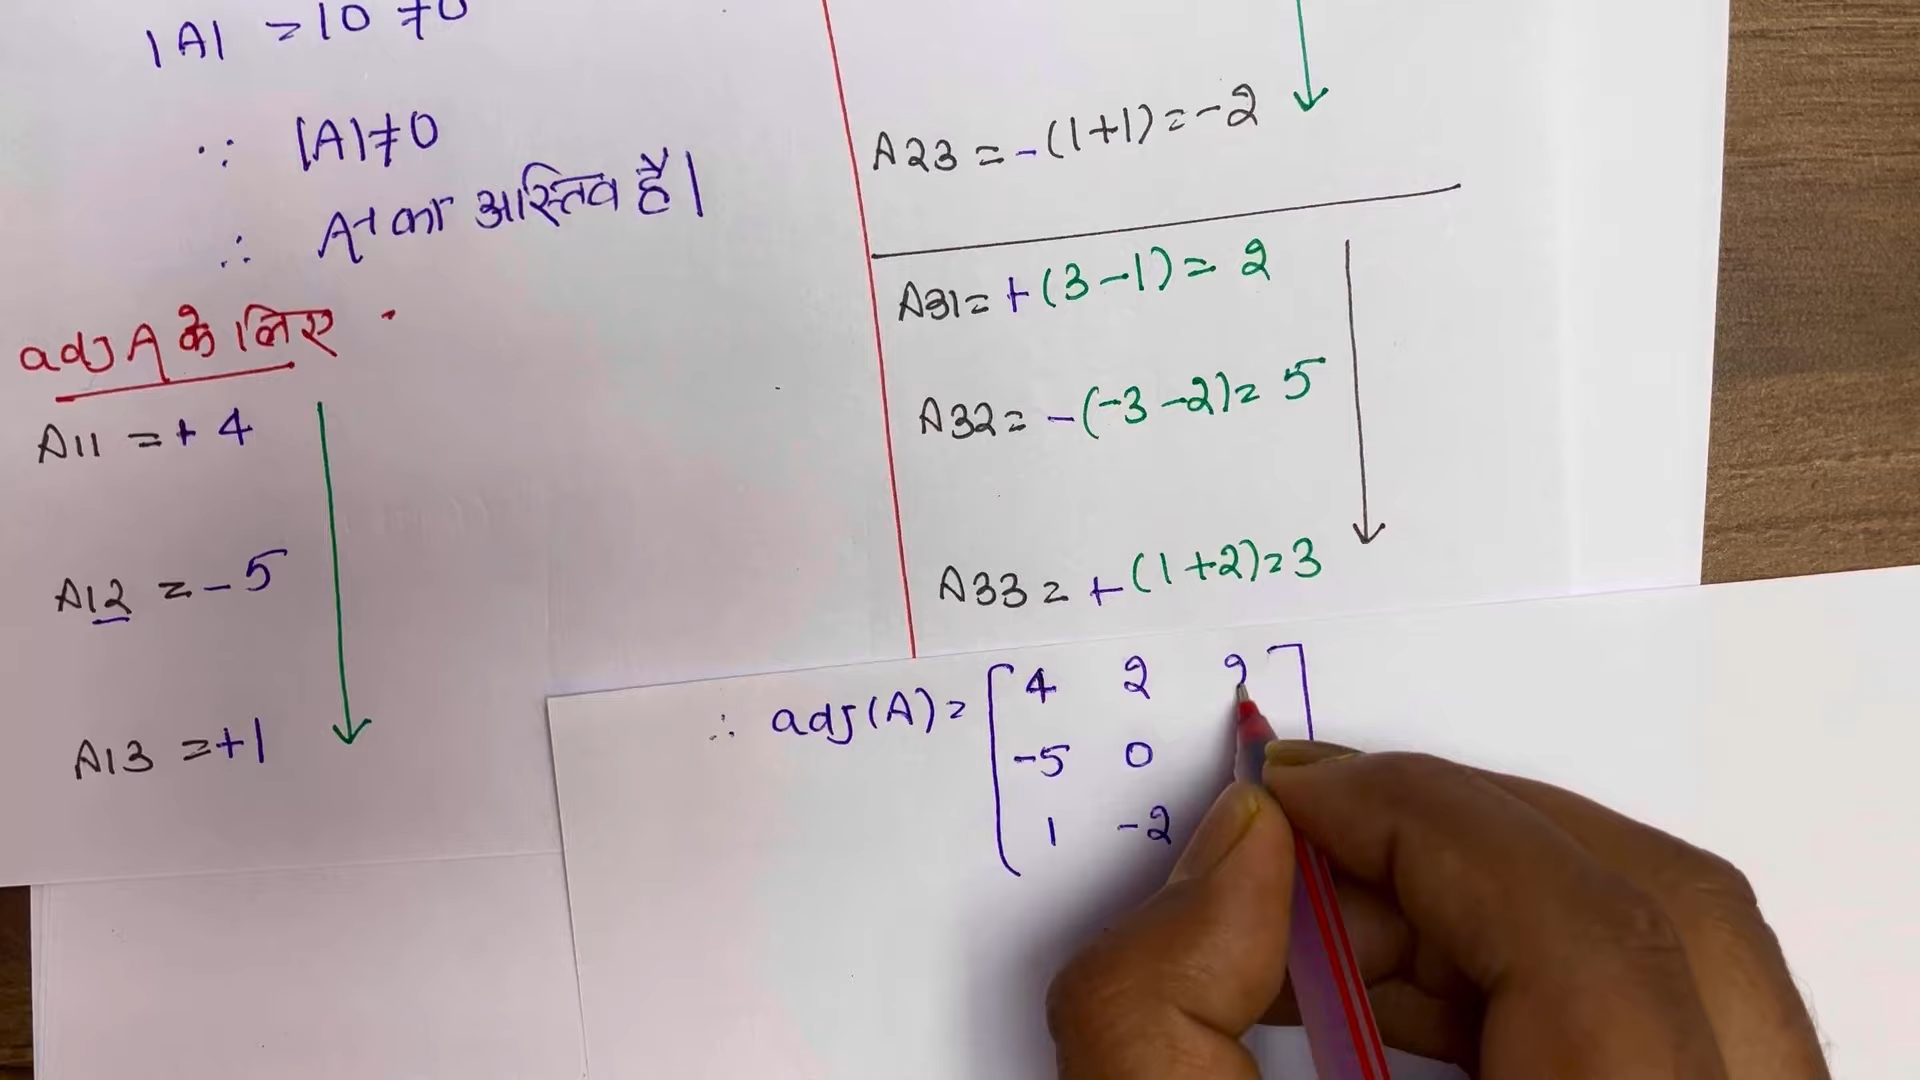 |A| = 10 ≠ 0
∵ |A| ≠ 0
∴ A⁻¹ का अस्तिव हैं|
adj A के लिए
A11 = + 4
A12 = - 5
A13 = +1
A23 = -(1+1) = -2
A31 = + (3-1) = 2
A32 = -(-3-2) = 5
A33 = +(1+2) = 3
∴ adj(A) = [ 4 2 2 ]
-5 0
1 -2